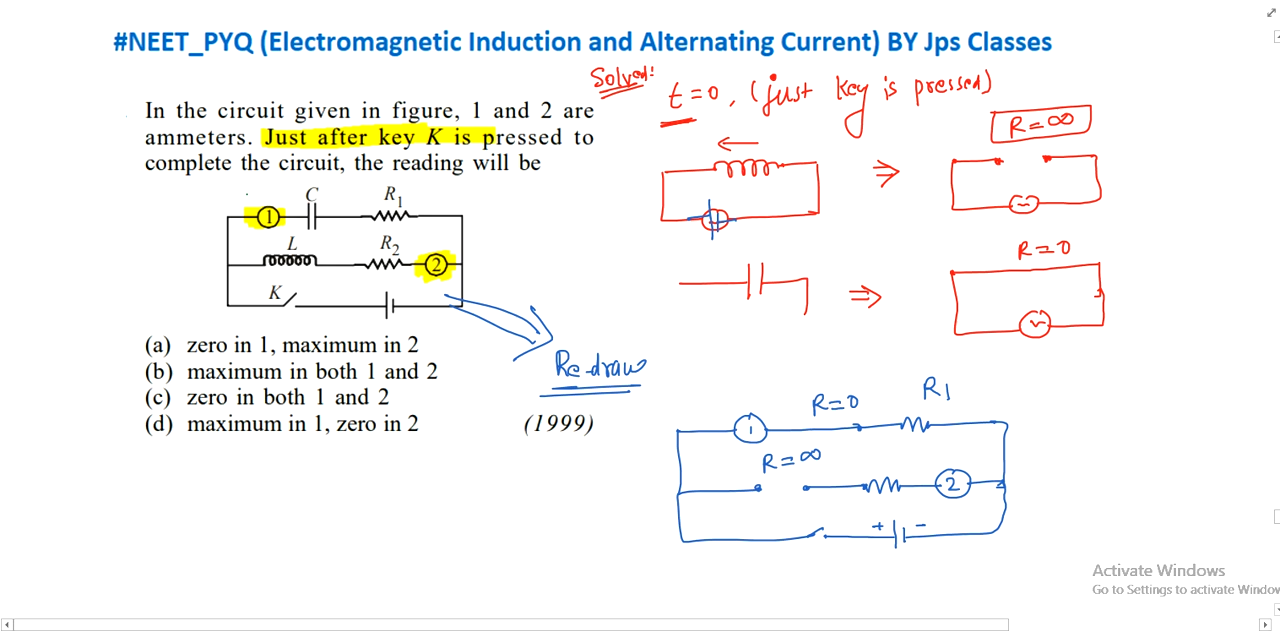 #NEET_PYQ (Electromagnetic Induction and Alternating Current) BY Jps Classes
Solved:
t=0, (just key is pressed)
In the circuit given in figure, 1 and 2 are
ammeters. Just after key K is pressed to
complete the circuit, the reading will be
R=∞
C
R1
1
L
R2
2
K
R=0
(a) zero in 1, maximum in 2
(b) maximum in both 1 and 2
(c) zero in both 1 and 2
(d) maximum in 1, zero in 2
(1999)
Re-draw
R=0
R1
1
R=∞
2
+ -
Activate Windows
Go to Settings to activate Window